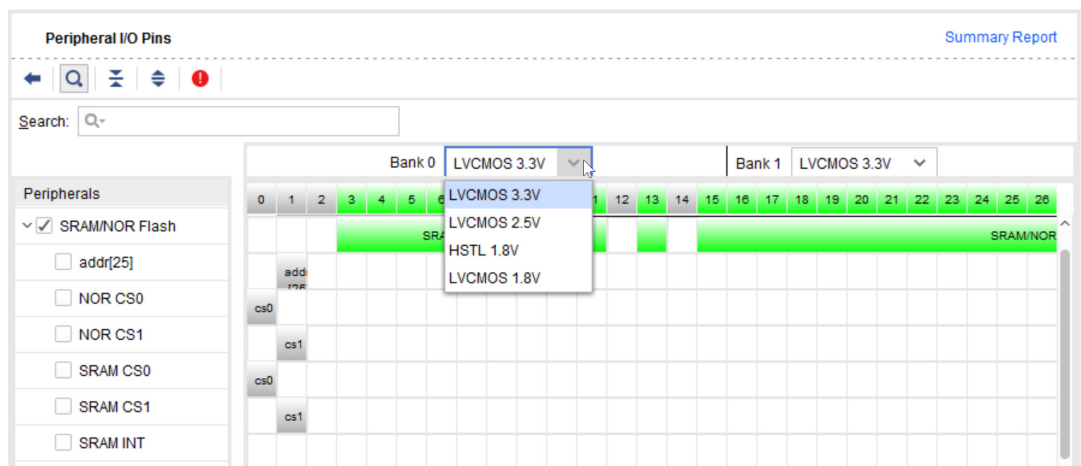 Peripheral I/O Pins Summary Report
Search:
Bank 0 LVCMOS 3.3V Bank 1 LVCMOS 3.3V
Peripherals
0 1 2 3 4 5 6 12 13 14 15 16 17 18 19 20 21 22 23 24 25 26
LVCMOS 3.3V
LVCMOS 2.5V
HSTL 1.8V
LVCMOS 1.8V
SRAM/NOR Flash SRAM/NOR
addr[25]
NOR CS0 cs0
NOR CS1 cs1
SRAM CS0 cs0
SRAM CS1 cs1
SRAM INT